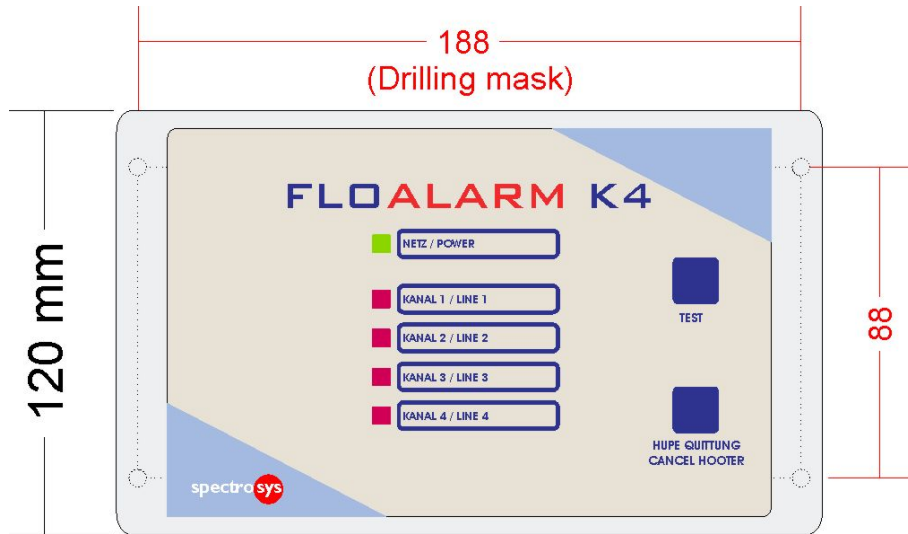 188
(Drilling mask)
120 mm
FLOALARM K4
NETZ / POWER
KANAL 1 / LINE 1
KANAL 2 / LINE 2
KANAL 3 / LINE 3
KANAL 4 / LINE 4
TEST
88
HUPE QUITTUNG
CANCEL HOOTER
spectrosys